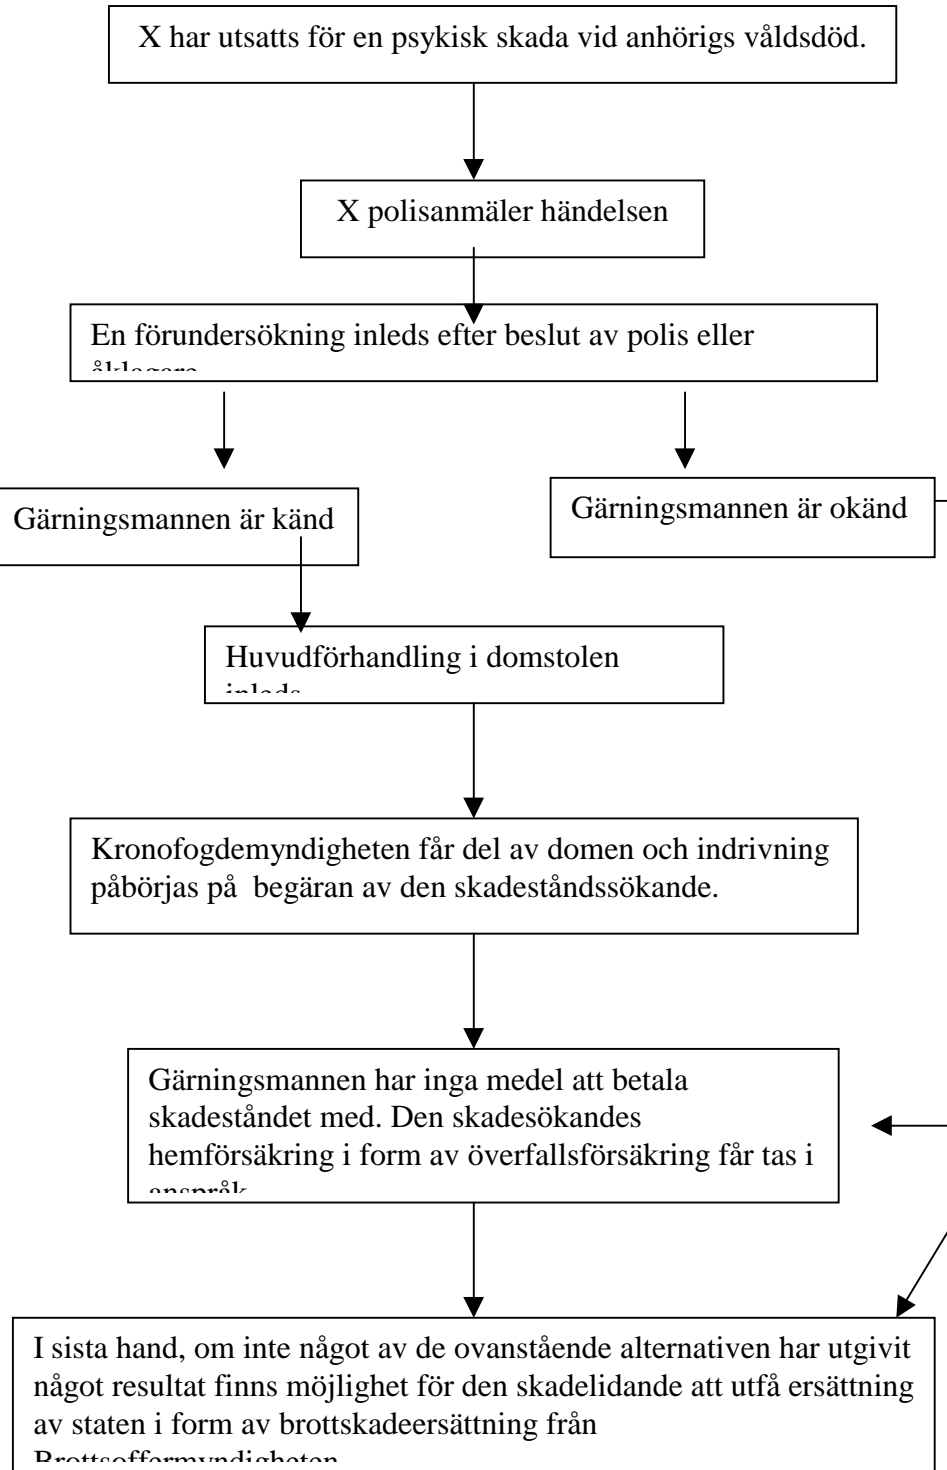 X har utsatts för en psykisk skada vid anhörigs våldsdöd.
X polisanmäler händelsen
En förundersökning inleds efter beslut av polis eller
åklagare
Gärningsmannen är känd
Gärningsmannen är okänd
Huvudförhandling i domstolen
inleds
Kronofogdemyndigheten får del av domen och indrivning
påbörjas på begäran av den skadeståndssökande.
Gärningsmannen har inga medel att betala
skadeståndet med. Den skadesökandes
hemförsäkring i form av överfallsförsäkring får tas i
anspråk
I sista hand, om inte något av de ovanstående alternativen har utgivit
något resultat finns möjlighet för den skadelidande att utfå ersättning
av staten i form av brottskadeersättning från
Brottsoffermyndigheten